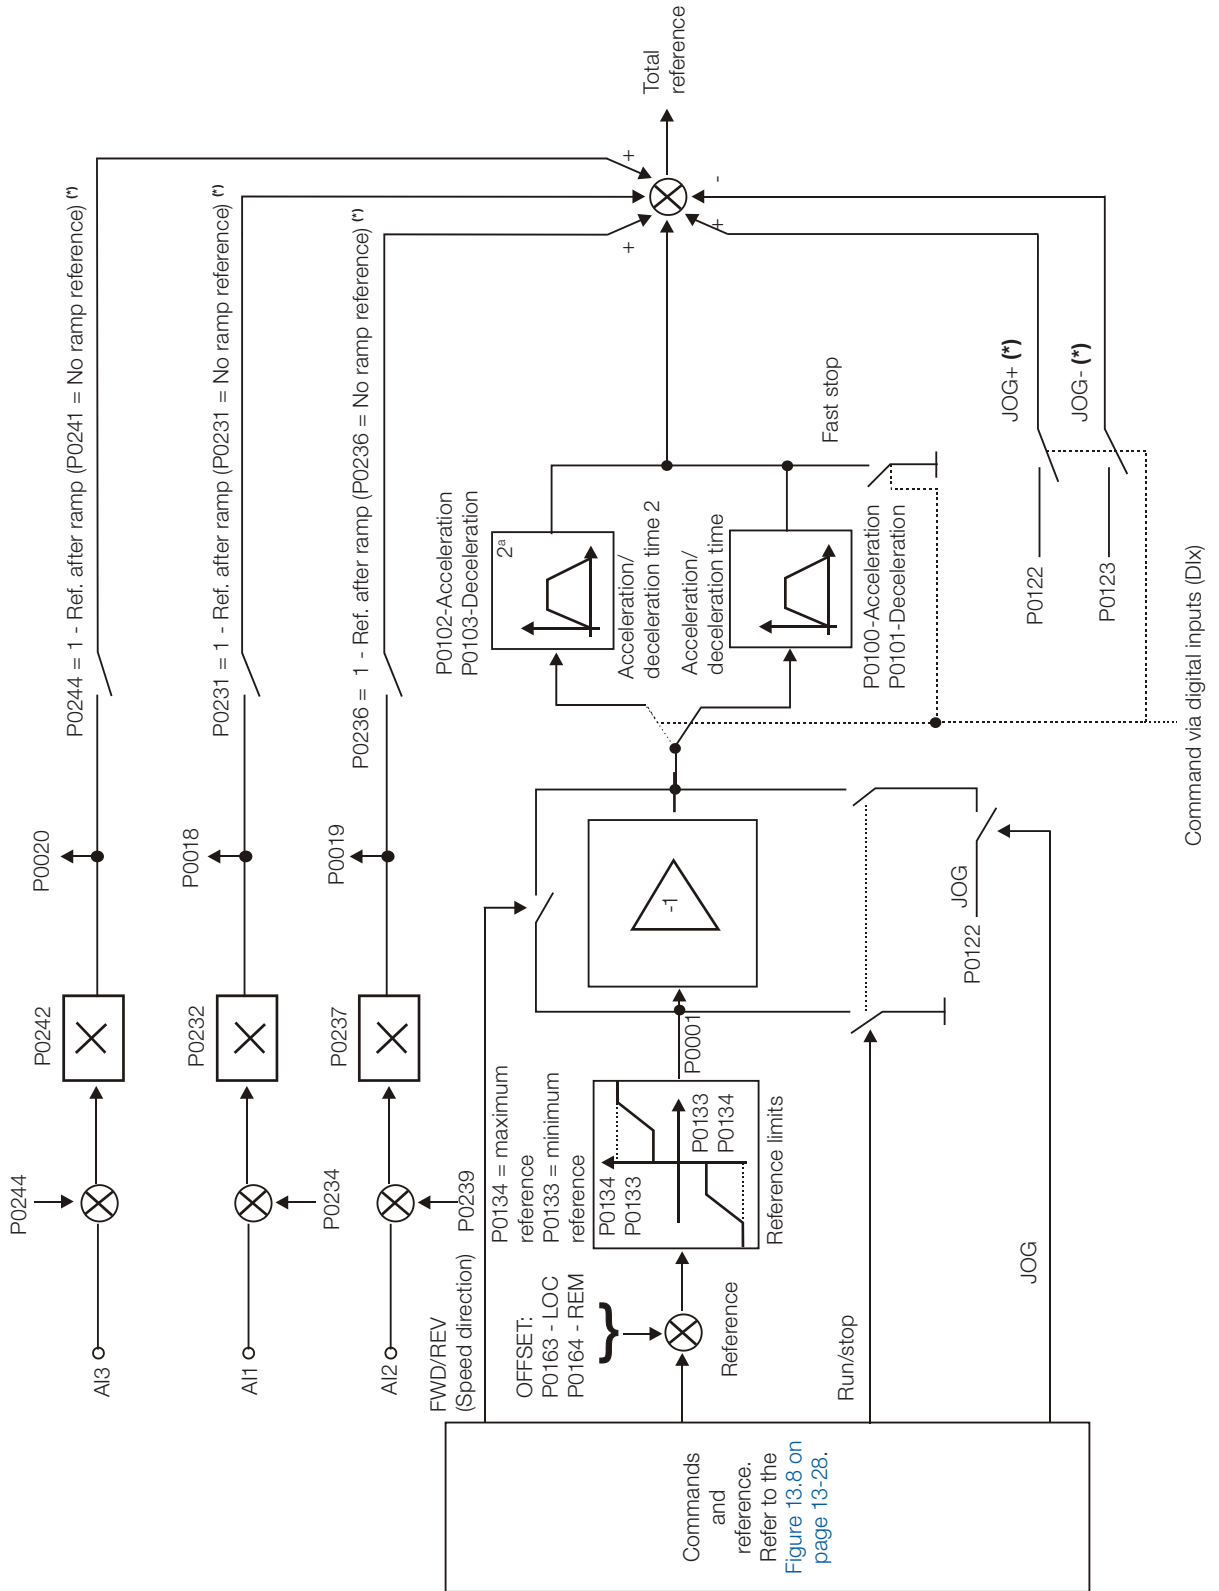 P0244
AI3
P0242
P0020
P0244 = 1 - Ref. after ramp (P0241 = No ramp reference) (*)
AI1
P0234
P0232
P0018
P0231 = 1 - Ref. after ramp (P0231 = No ramp reference) (*)
AI2
P0239
P0237
P0019
P0236 = 1 - Ref. after ramp (P0236 = No ramp reference) (*)
+
+
+
-
Total
reference
FWD/REV
(Speed direction)
OFFSET:
P0163 - LOC
P0164 - REM
P0134 = maximum
reference
P0133 = minimum
reference
P0134
P0133
P0133
P0134
Reference limits
Reference
P0001
-1
P0102-Acceleration
P0103-Deceleration
2ª
Acceleration/
deceleration time 2
Acceleration/
deceleration time
P0100-Acceleration
P0101-Deceleration
Fast stop
Commands
and
reference.
Refer to the
Figure 13.8 on
page 13-28.
Run/stop
JOG
P0122
JOG
P0122
JOG+ (*)
P0123
JOG- (*)
Command via digital inputs (DIx)